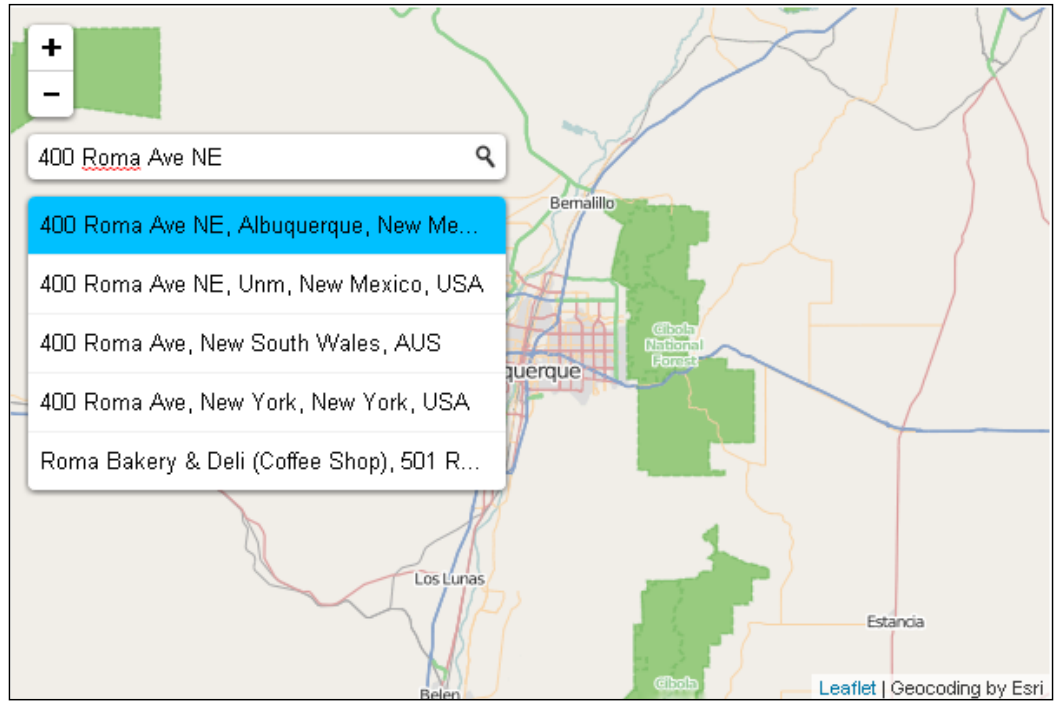 +
−
400 Roma Ave NE
400 Roma Ave NE, Albuquerque, New Me...
400 Roma Ave NE, Unm, New Mexico, USA
400 Roma Ave, New South Wales, AUS
400 Roma Ave, New York, New York, USA
Roma Bakery & Deli (Coffee Shop), 501 R...
Bernalillo
Cibola
National
Forest
querque
Los Lunas
Estancia
Cibola
Belen
Leaflet | Geocoding by Esri